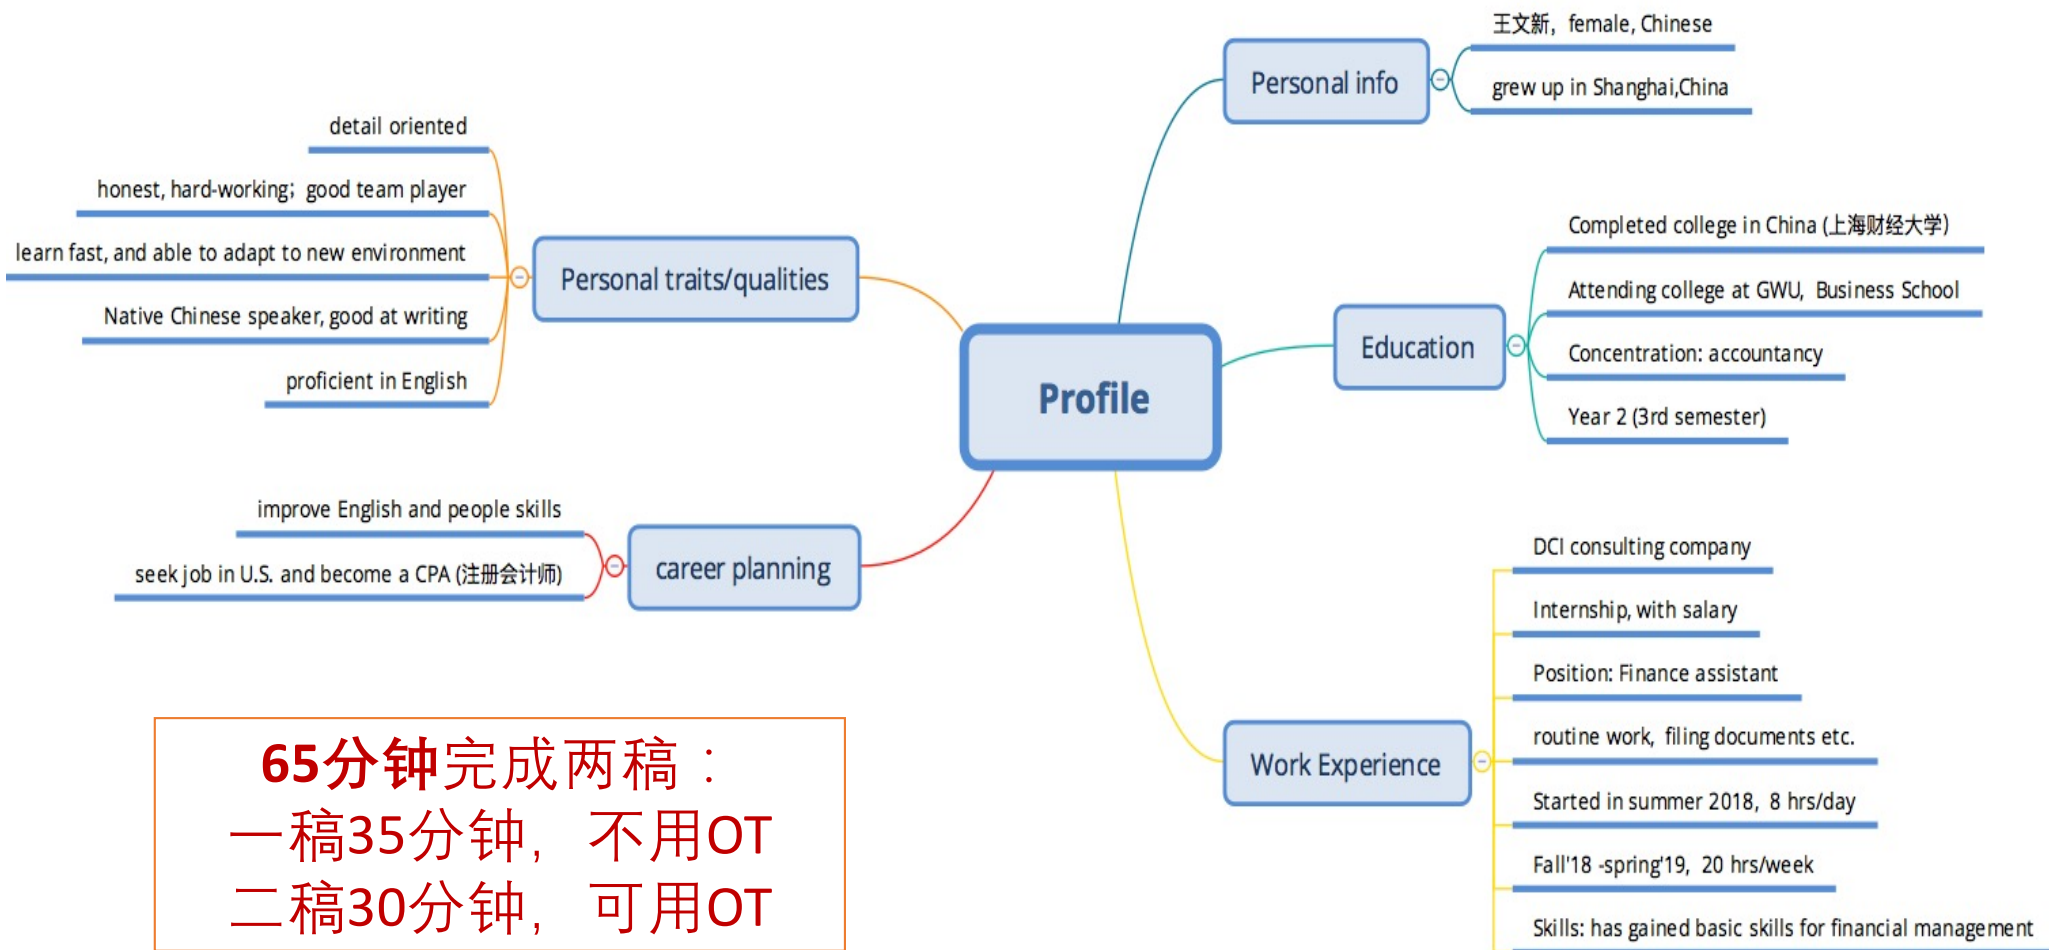 Profile
Personal info
王文新，female, Chinese
grew up in Shanghai,China
Education
Completed college in China (上海财经大学)
Attending college at GWU, Business School
Concentration: accountancy
Year 2 (3rd semester)
Work Experience
DCI consulting company
Internship, with salary
Position: Finance assistant
routine work, filing documents etc.
Started in summer 2018, 8 hrs/day
Fall'18 -spring'19, 20 hrs/week
Skills: has gained basic skills for financial management
Personal traits/qualities
detail oriented
honest, hard-working；good team player
learn fast, and able to adapt to new environment
Native Chinese speaker, good at writing
proficient in English
career planning
improve English and people skills
seek job in U.S. and become a CPA (注册会计师)
65分钟完成两稿：
一稿35分钟，不用OT
二稿30分钟，可用OT